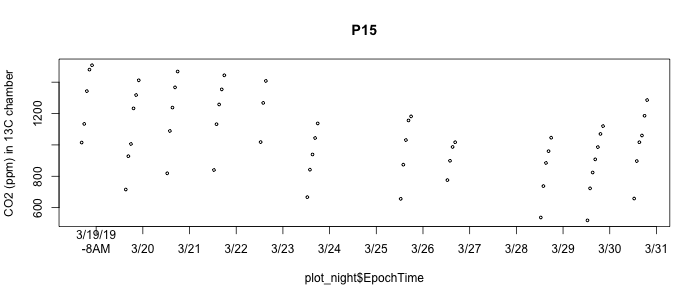 P15
CO2 (ppm) in 13C chamber
1200
800
600
3/19/19 3/20 3/21 3/22 3/23 3/24 3/25 3/26 3/27 3/28 3/29 3/30 3/31
-8AM
plot_night$EpochTime